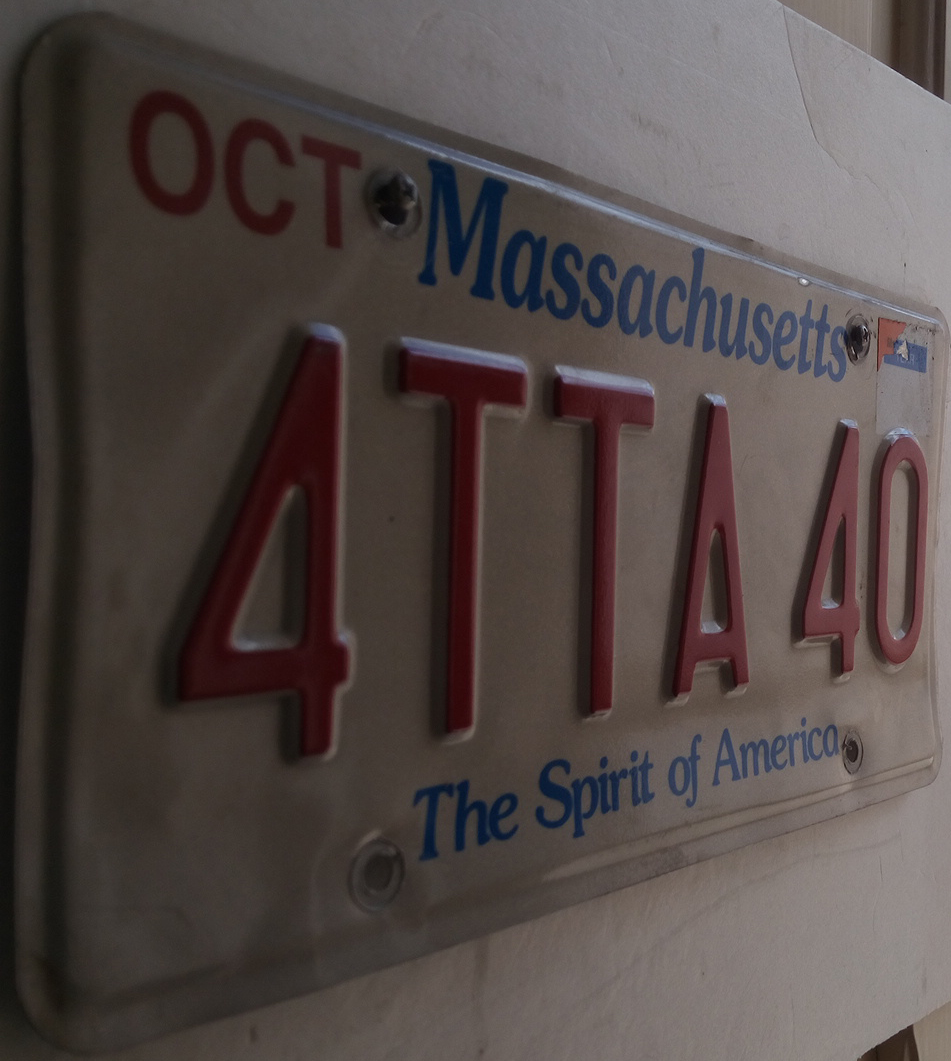 OCT Massachusetts
4TTA 40
The Spirit of America